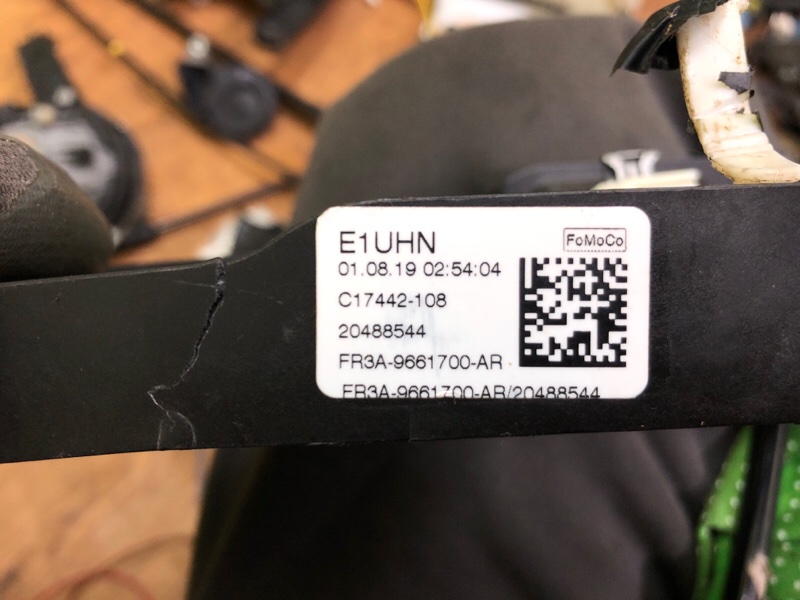 E1UHN
FoMoCo
01.08.19 02:54:04
C17442-108
20488544
FR3A-9661700-AR
FR3A-9661700-AR/20488544